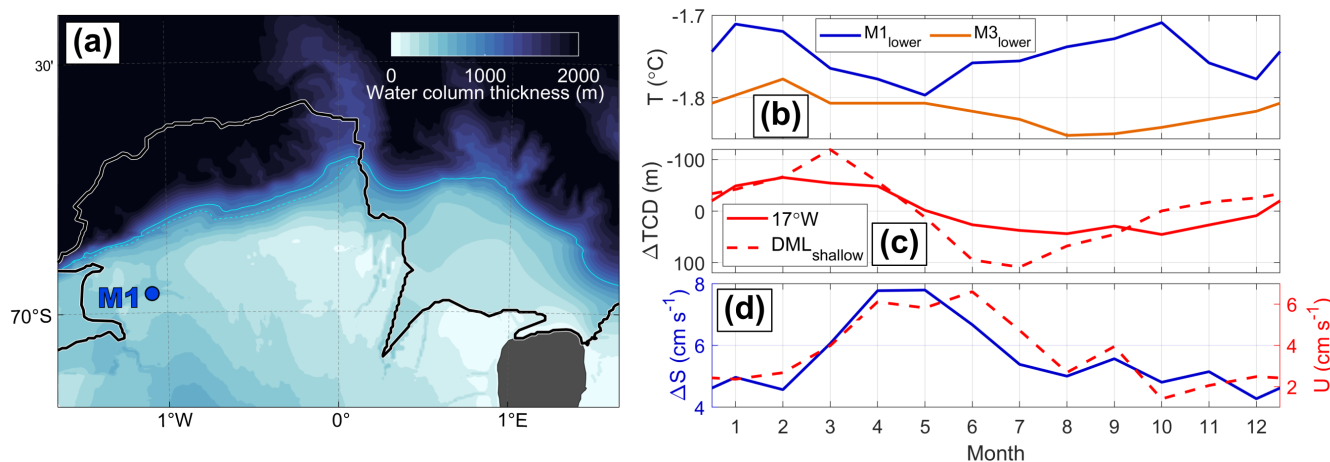 (a)
0 1000 2000
Water column thickness (m)
30'
M1
70°S
1°W 0° 1°E
-1.7
T (°C)
-1.8
M1lower M3lower
(b)
-100
ΔTCD (m)
0
100
17°W
DMLshallow
(c)
8
ΔS (cm s-1)
6
4
(d)
6
U (cm s-1)
4
2
1 2 3 4 5 6 7 8 9 10 11 12
Month